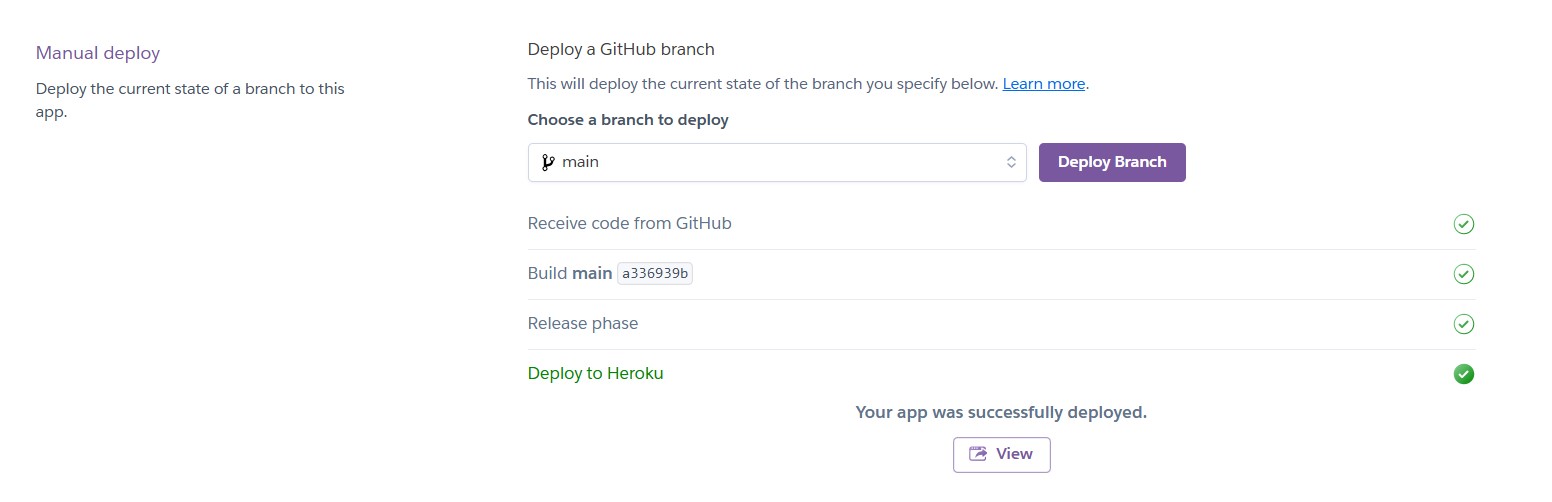 Manual deploy
Deploy the current state of a branch to this
app.
Deploy a GitHub branch
This will deploy the current state of the branch you specify below. Learn more.
Choose a branch to deploy
main
Deploy Branch
Receive code from GitHub
Build main a336939b
Release phase
Deploy to Heroku
Your app was successfully deployed.
View